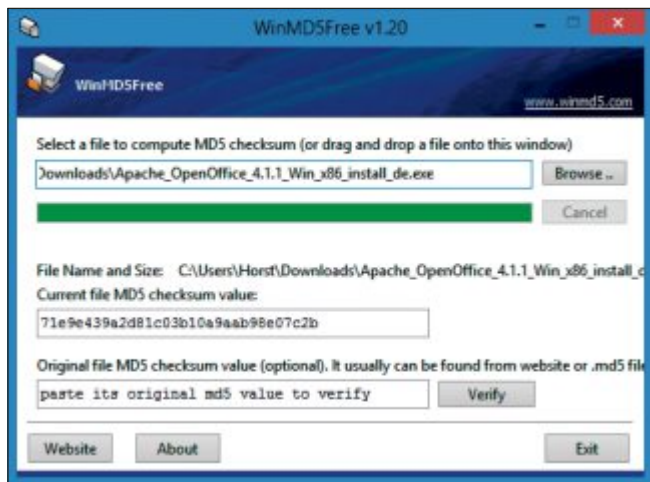 WinMD5Free v1.20
WinMD5Free
www.winmd5.com
Select a file to compute MD5 checksum (or drag and drop a file onto this window)
Downloads\Apache_OpenOffice_4.1.1_Win_x86_install_de.exe
Browse ..
Cancel
File Name and Size: C:\Users\Horst\Downloads\Apache_OpenOffice_4.1.1_Win_x86_install_d
Current file MD5 checksum value:
71e9e439a2d81c03b10a9aab98e07c2b
Original file MD5 checksum value (optional). It usually can be found from website or .md5 file
paste its original md5 value to verify
Verify
Website About Exit